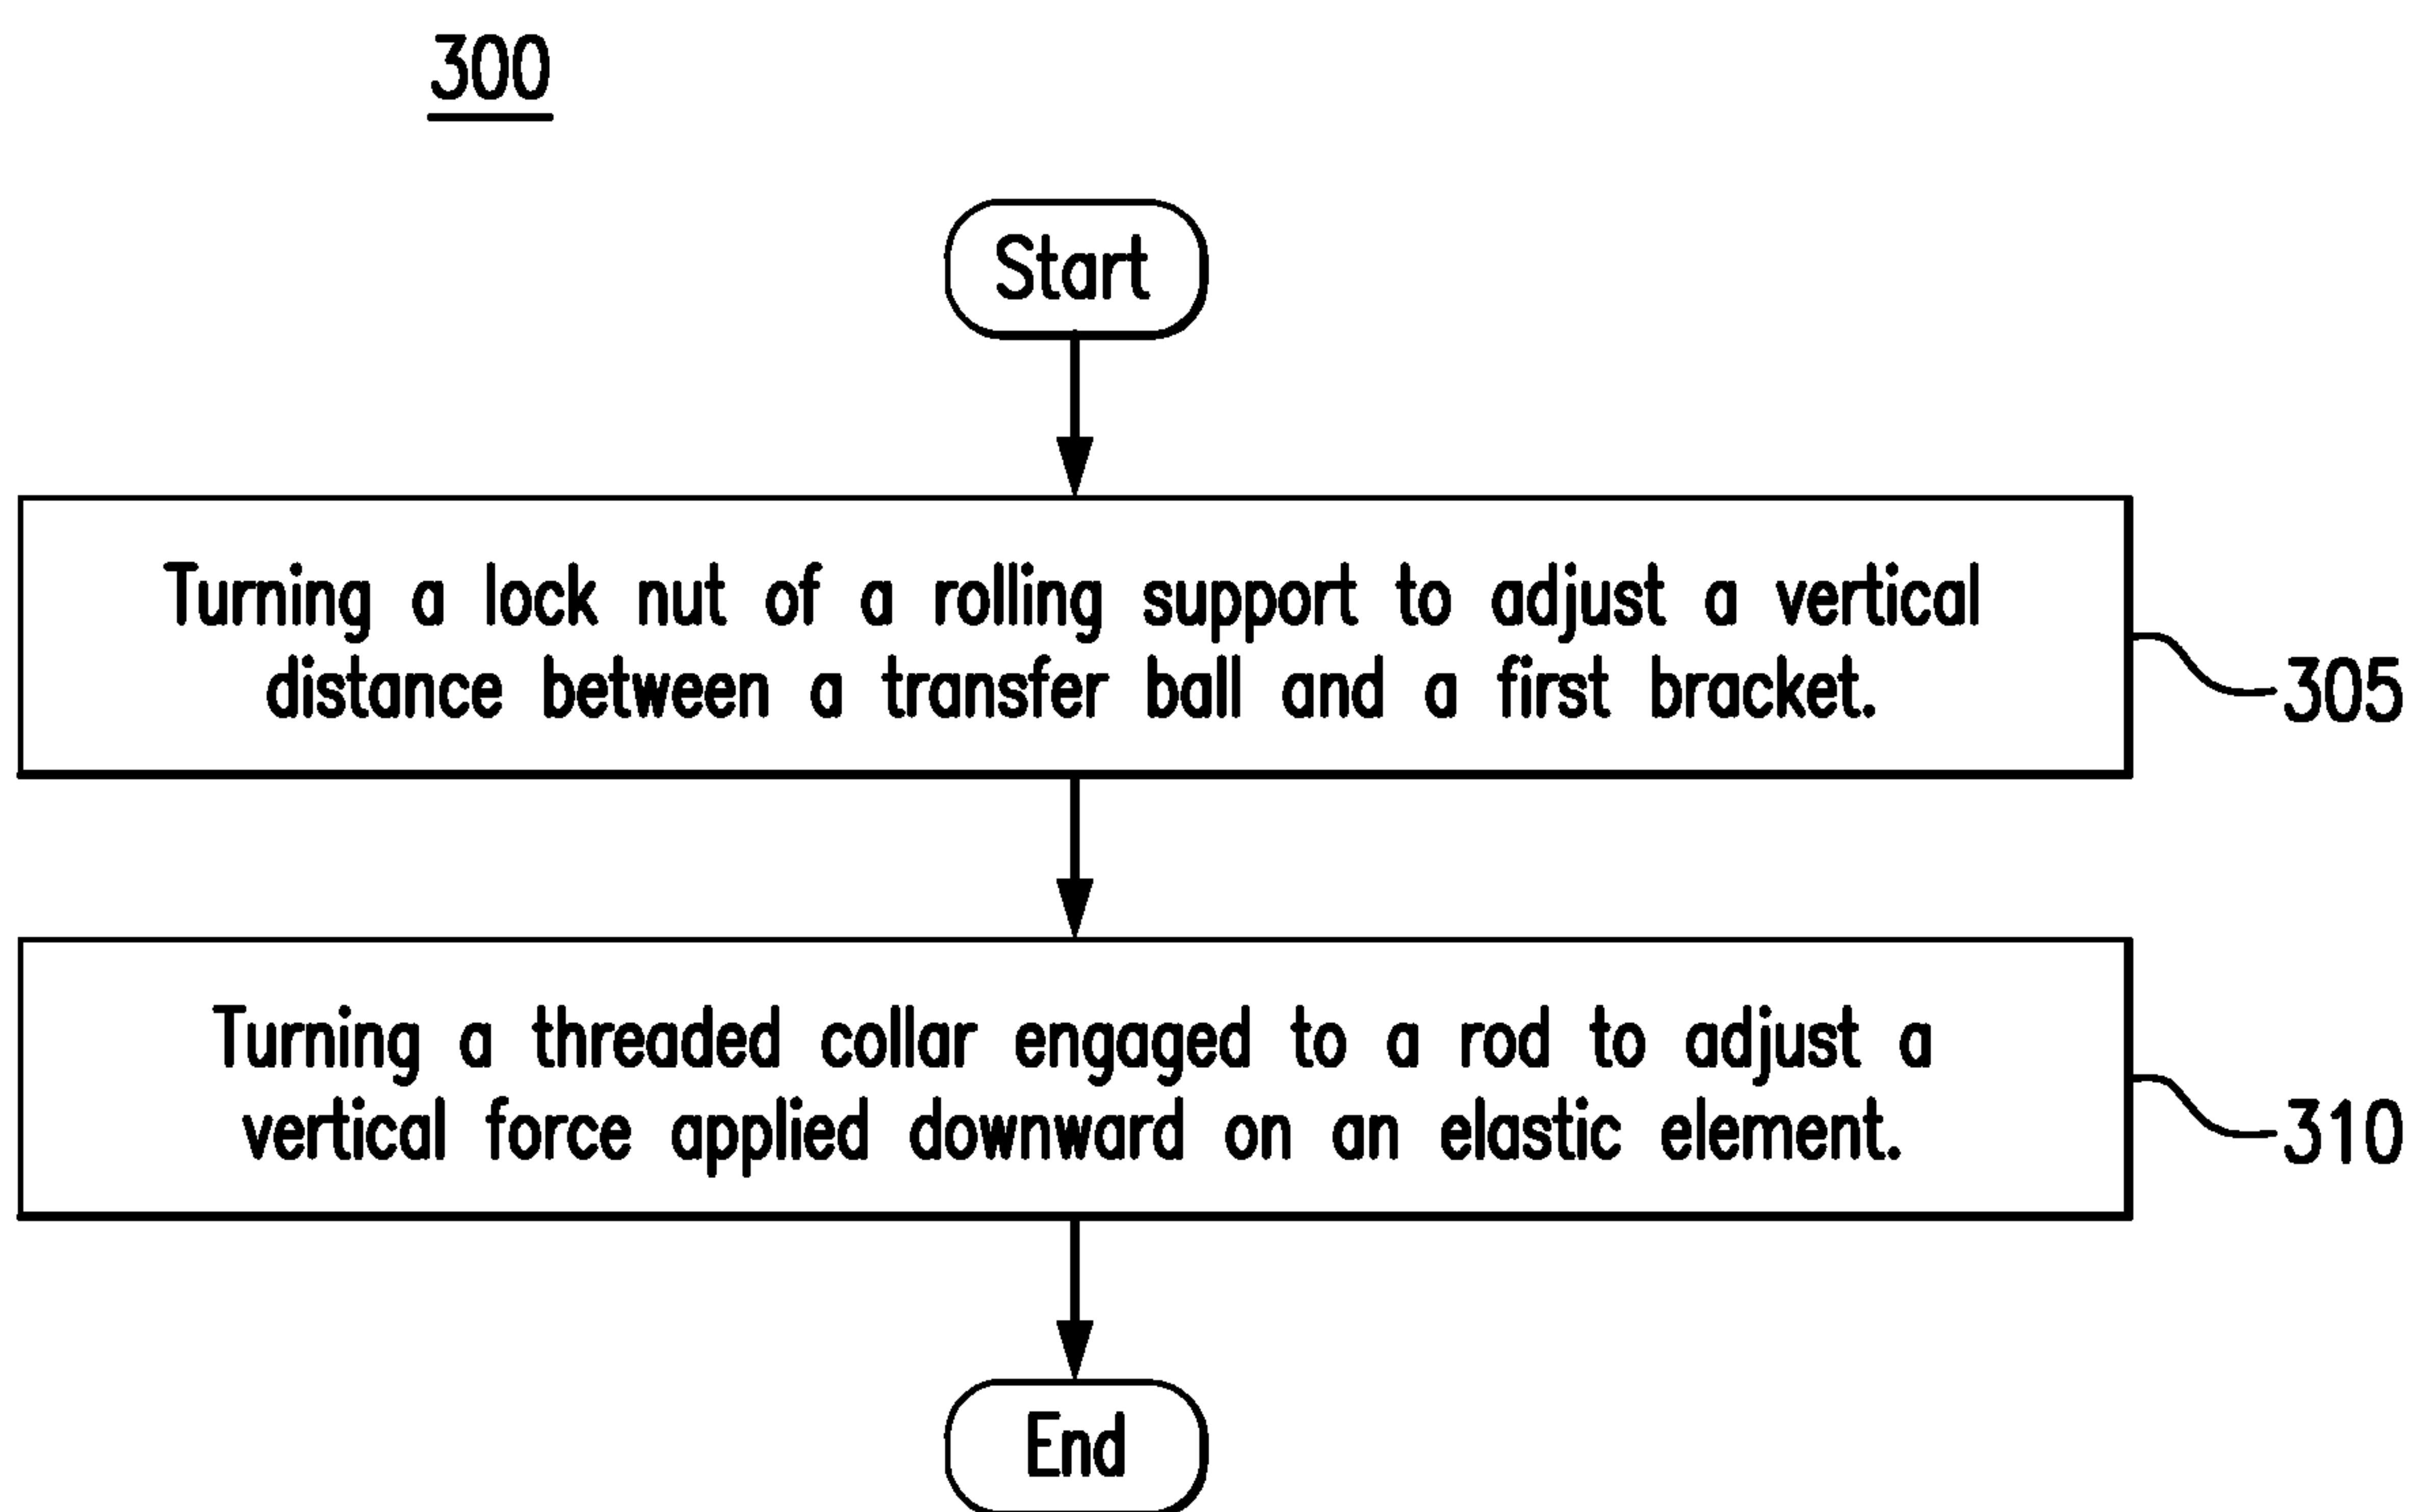 300
Start
Turning a lock nut of a rolling support to adjust a vertical
distance between a transfer ball and a first bracket.
305
Turning a threaded collar engaged to a rod to adjust a
vertical force applied downward on an elastic element.
310
End